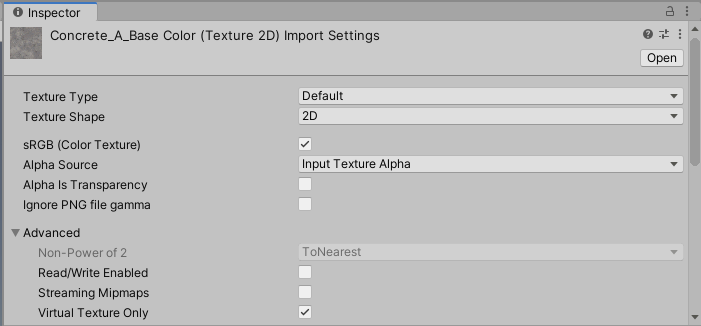 Inspector
Concrete_A_Base Color (Texture 2D) Import Settings
Open
Texture Type Default
Texture Shape 2D
sRGB (Color Texture)
Alpha Source Input Texture Alpha
Alpha Is Transparency
Ignore PNG file gamma
Advanced
Non-Power of 2 ToNearest
Read/Write Enabled
Streaming Mipmaps
Virtual Texture Only